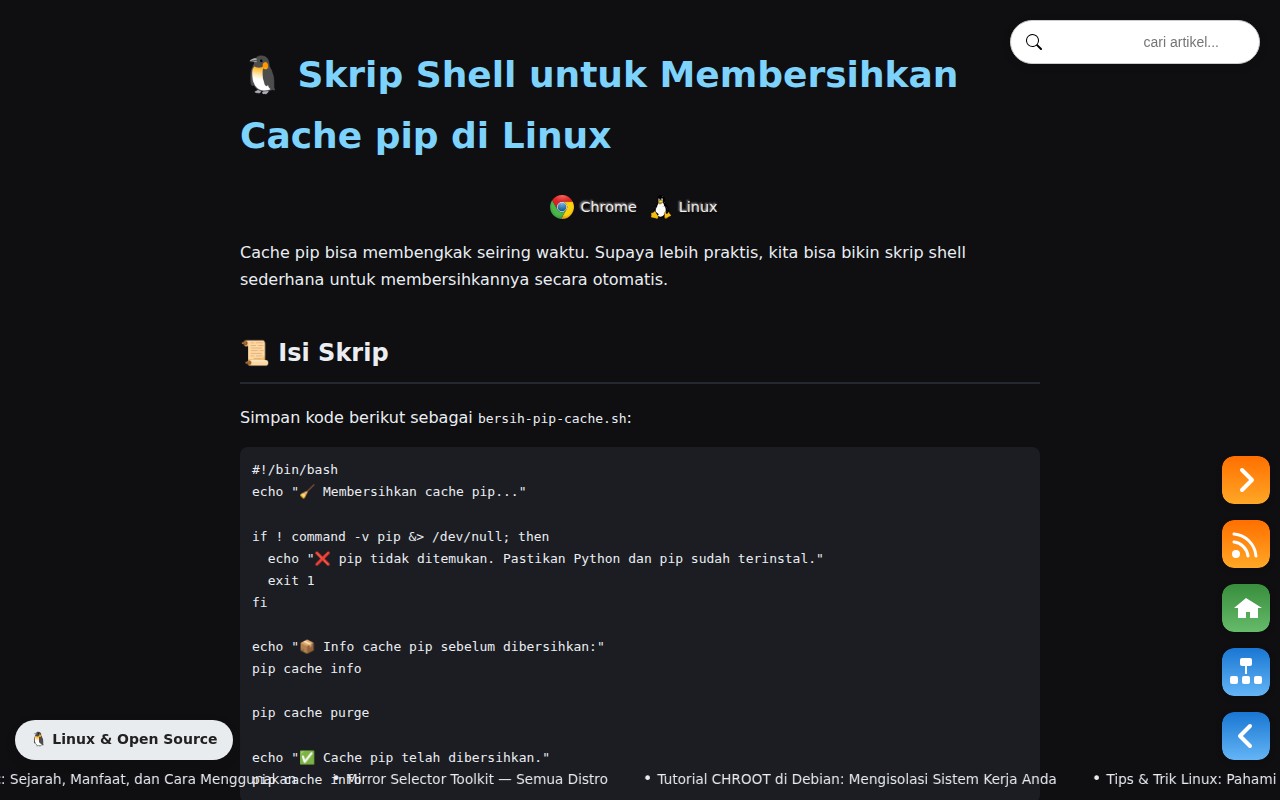 cari artikel...
🐧 Skrip Shell untuk Membersihkan
Cache pip di Linux
Chrome Linux
Cache pip bisa membengkak seiring waktu. Supaya lebih praktis, kita bisa bikin skrip shell
sederhana untuk membersihkannya secara otomatis.
📜 Isi Skrip
Simpan kode berikut sebagai bersih-pip-cache.sh:
#!/bin/bash
echo "🧹 Membersihkan cache pip..."
if ! command -v pip &> /dev/null; then
  echo "❌ pip tidak ditemukan. Pastikan Python dan pip sudah terinstal."
  exit 1
fi
echo "📦 Info cache pip sebelum dibersihkan:"
pip cache info
pip cache purge
echo "✅ Cache pip telah dibersihkan."
pip cache info
🐧 Linux & Open Source
: Sejarah, Manfaat, dan Cara Menggunakan • Mirror Selector Toolkit — Semua Distro • Tutorial CHROOT di Debian: Mengisolasi Sistem Kerja Anda • Tips & Trik Linux: Pahami